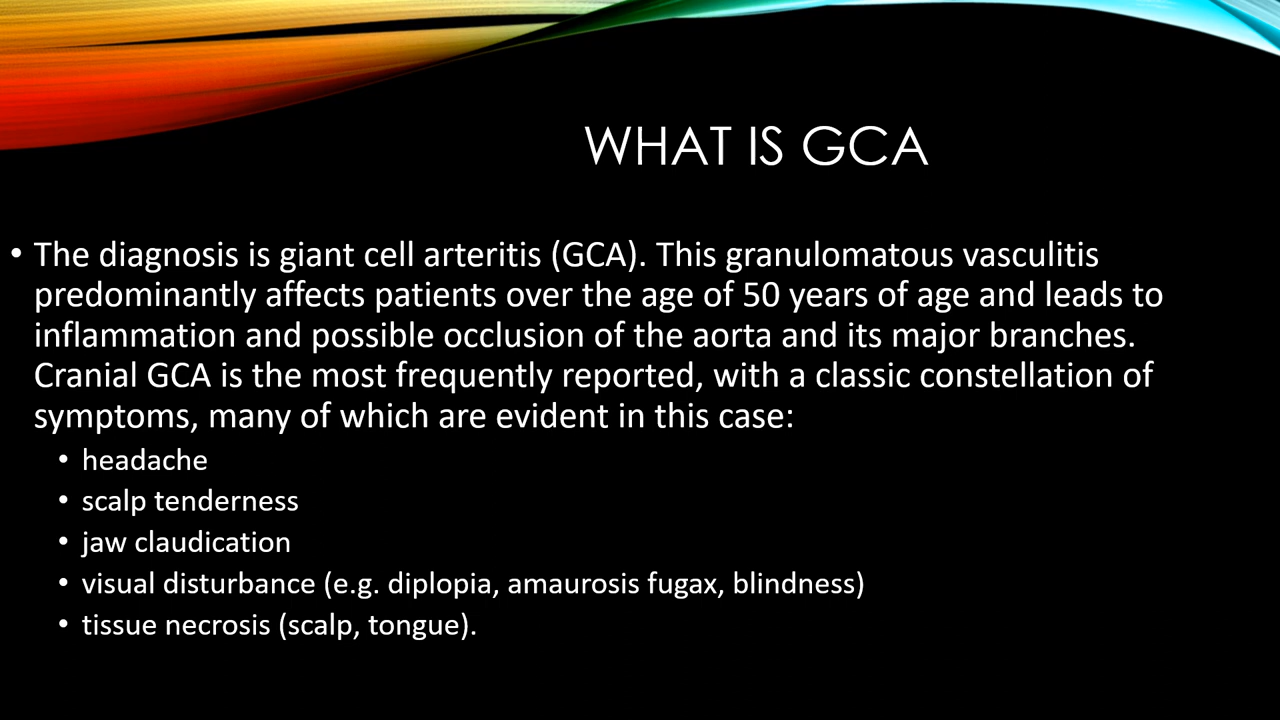 WHAT IS GCA
• The diagnosis is giant cell arteritis (GCA). This granulomatous vasculitis
predominantly affects patients over the age of 50 years of age and leads to
inflammation and possible occlusion of the aorta and its major branches.
Cranial GCA is the most frequently reported, with a classic constellation of
symptoms, many of which are evident in this case:
• headache
• scalp tenderness
• jaw claudication
• visual disturbance (e.g. diplopia, amaurosis fugax, blindness)
• tissue necrosis (scalp, tongue).